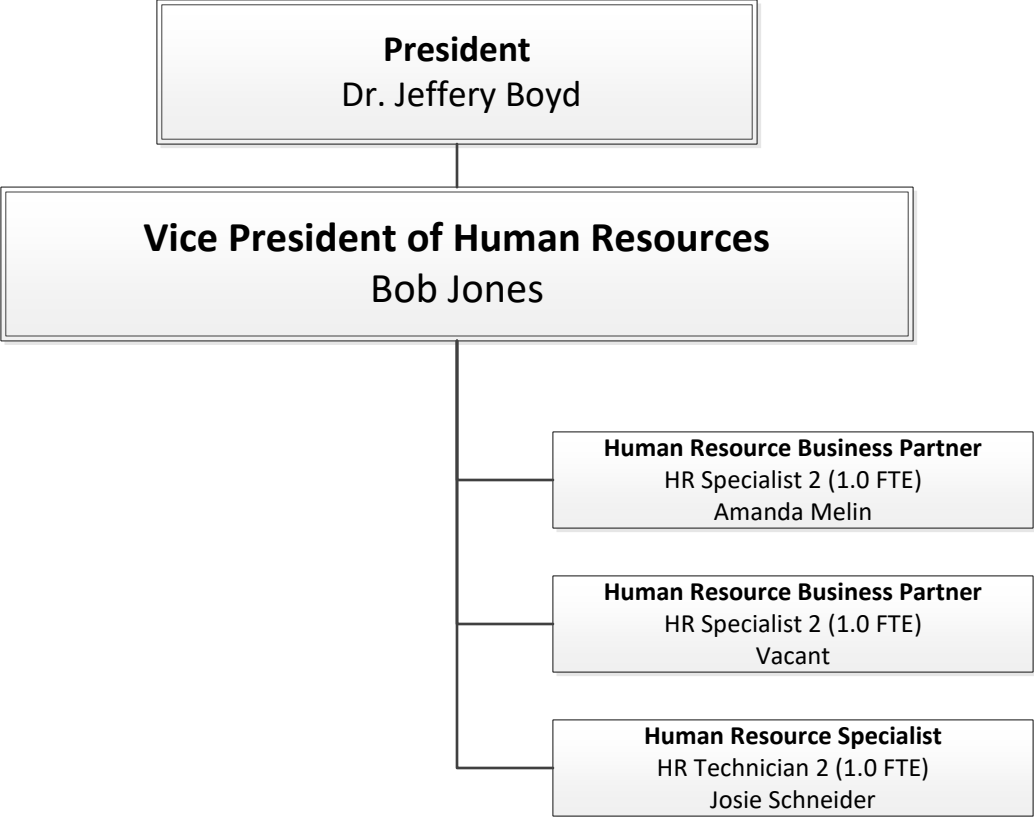 President
Dr. Jeffery Boyd
Vice President of Human Resources
Bob Jones
Human Resource Business Partner
HR Specialist 2 (1.0 FTE)
Amanda Melin
Human Resource Business Partner
HR Specialist 2 (1.0 FTE)
Vacant
Human Resource Specialist
HR Technician 2 (1.0 FTE)
Josie Schneider